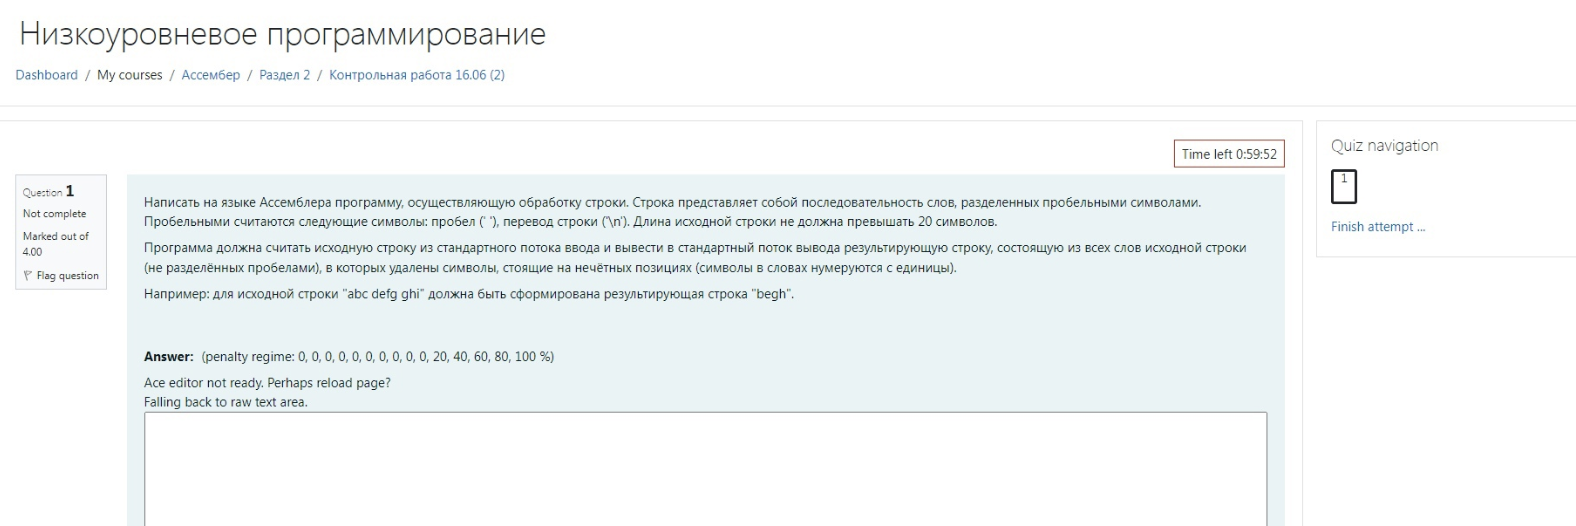 Низкоуровневое программирование
Dashboard / My courses / Ассембер / Раздел 2 / Контрольная работа 16.06 (2)
Time left 0:59:52
Quiz navigation
1
Finish attempt ...
Question 1
Not complete
Marked out of
4.00
Flag question
Написать на языке Ассемблера программу, осуществляющую обработку строки. Строка представляет собой последовательность слов, разделенных пробельными символами.
Пробельными считаются следующие символы: пробел (' '), перевод строки ('\n'). Длина исходной строки не должна превышать 20 символов.
Программа должна считать исходную строку из стандартного потока ввода и вывести в стандартный поток вывода результирующую строку, состоящую из всех слов исходной строки
(не разделённых пробелами), в которых удалены символы, стоящие на нечётных позициях (символы в словах нумеруются с единицы).
Например: для исходной строки "abc defg ghi" должна быть сформирована результирующая строка "begh".
Answer: (penalty regime: 0, 0, 0, 0, 0, 0, 0, 0, 0, 0, 20, 40, 60, 80, 100 %)
Ace editor not ready. Perhaps reload page?
Falling back to raw text area.